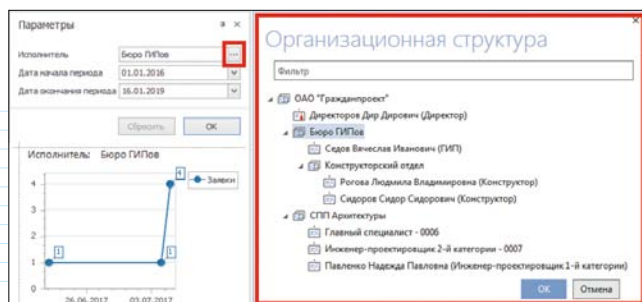 Параметры
Исполнитель Бюро ГИПов ...
Дата начала периода 01.01.2016
Дата окончания периода 16.01.2019
Сбросить OK
Исполнитель: Бюро ГИПов
4
3
2
1
0
1
1
4
Заявки
26.06.2017 03.07.2017
Организационная структура
Фильтр
ОАО "Гражданпроект"
Директоров Дир Дирович (Директор)
Бюро ГИПов
Седов Вячеслав Иванович (ГИП)
Конструкторский отдел
Рогова Людмила Владимировна (Конструктор)
Сидоров Сидор Сидорович (Конструктор)
СПП Архитектуры
Главный специалист - 0006
Инженер-проектировщик 2-й категории - 0007
Павленко Надежда Павловна (Инженер-проектировщик 1-й категории)
OK Отмена